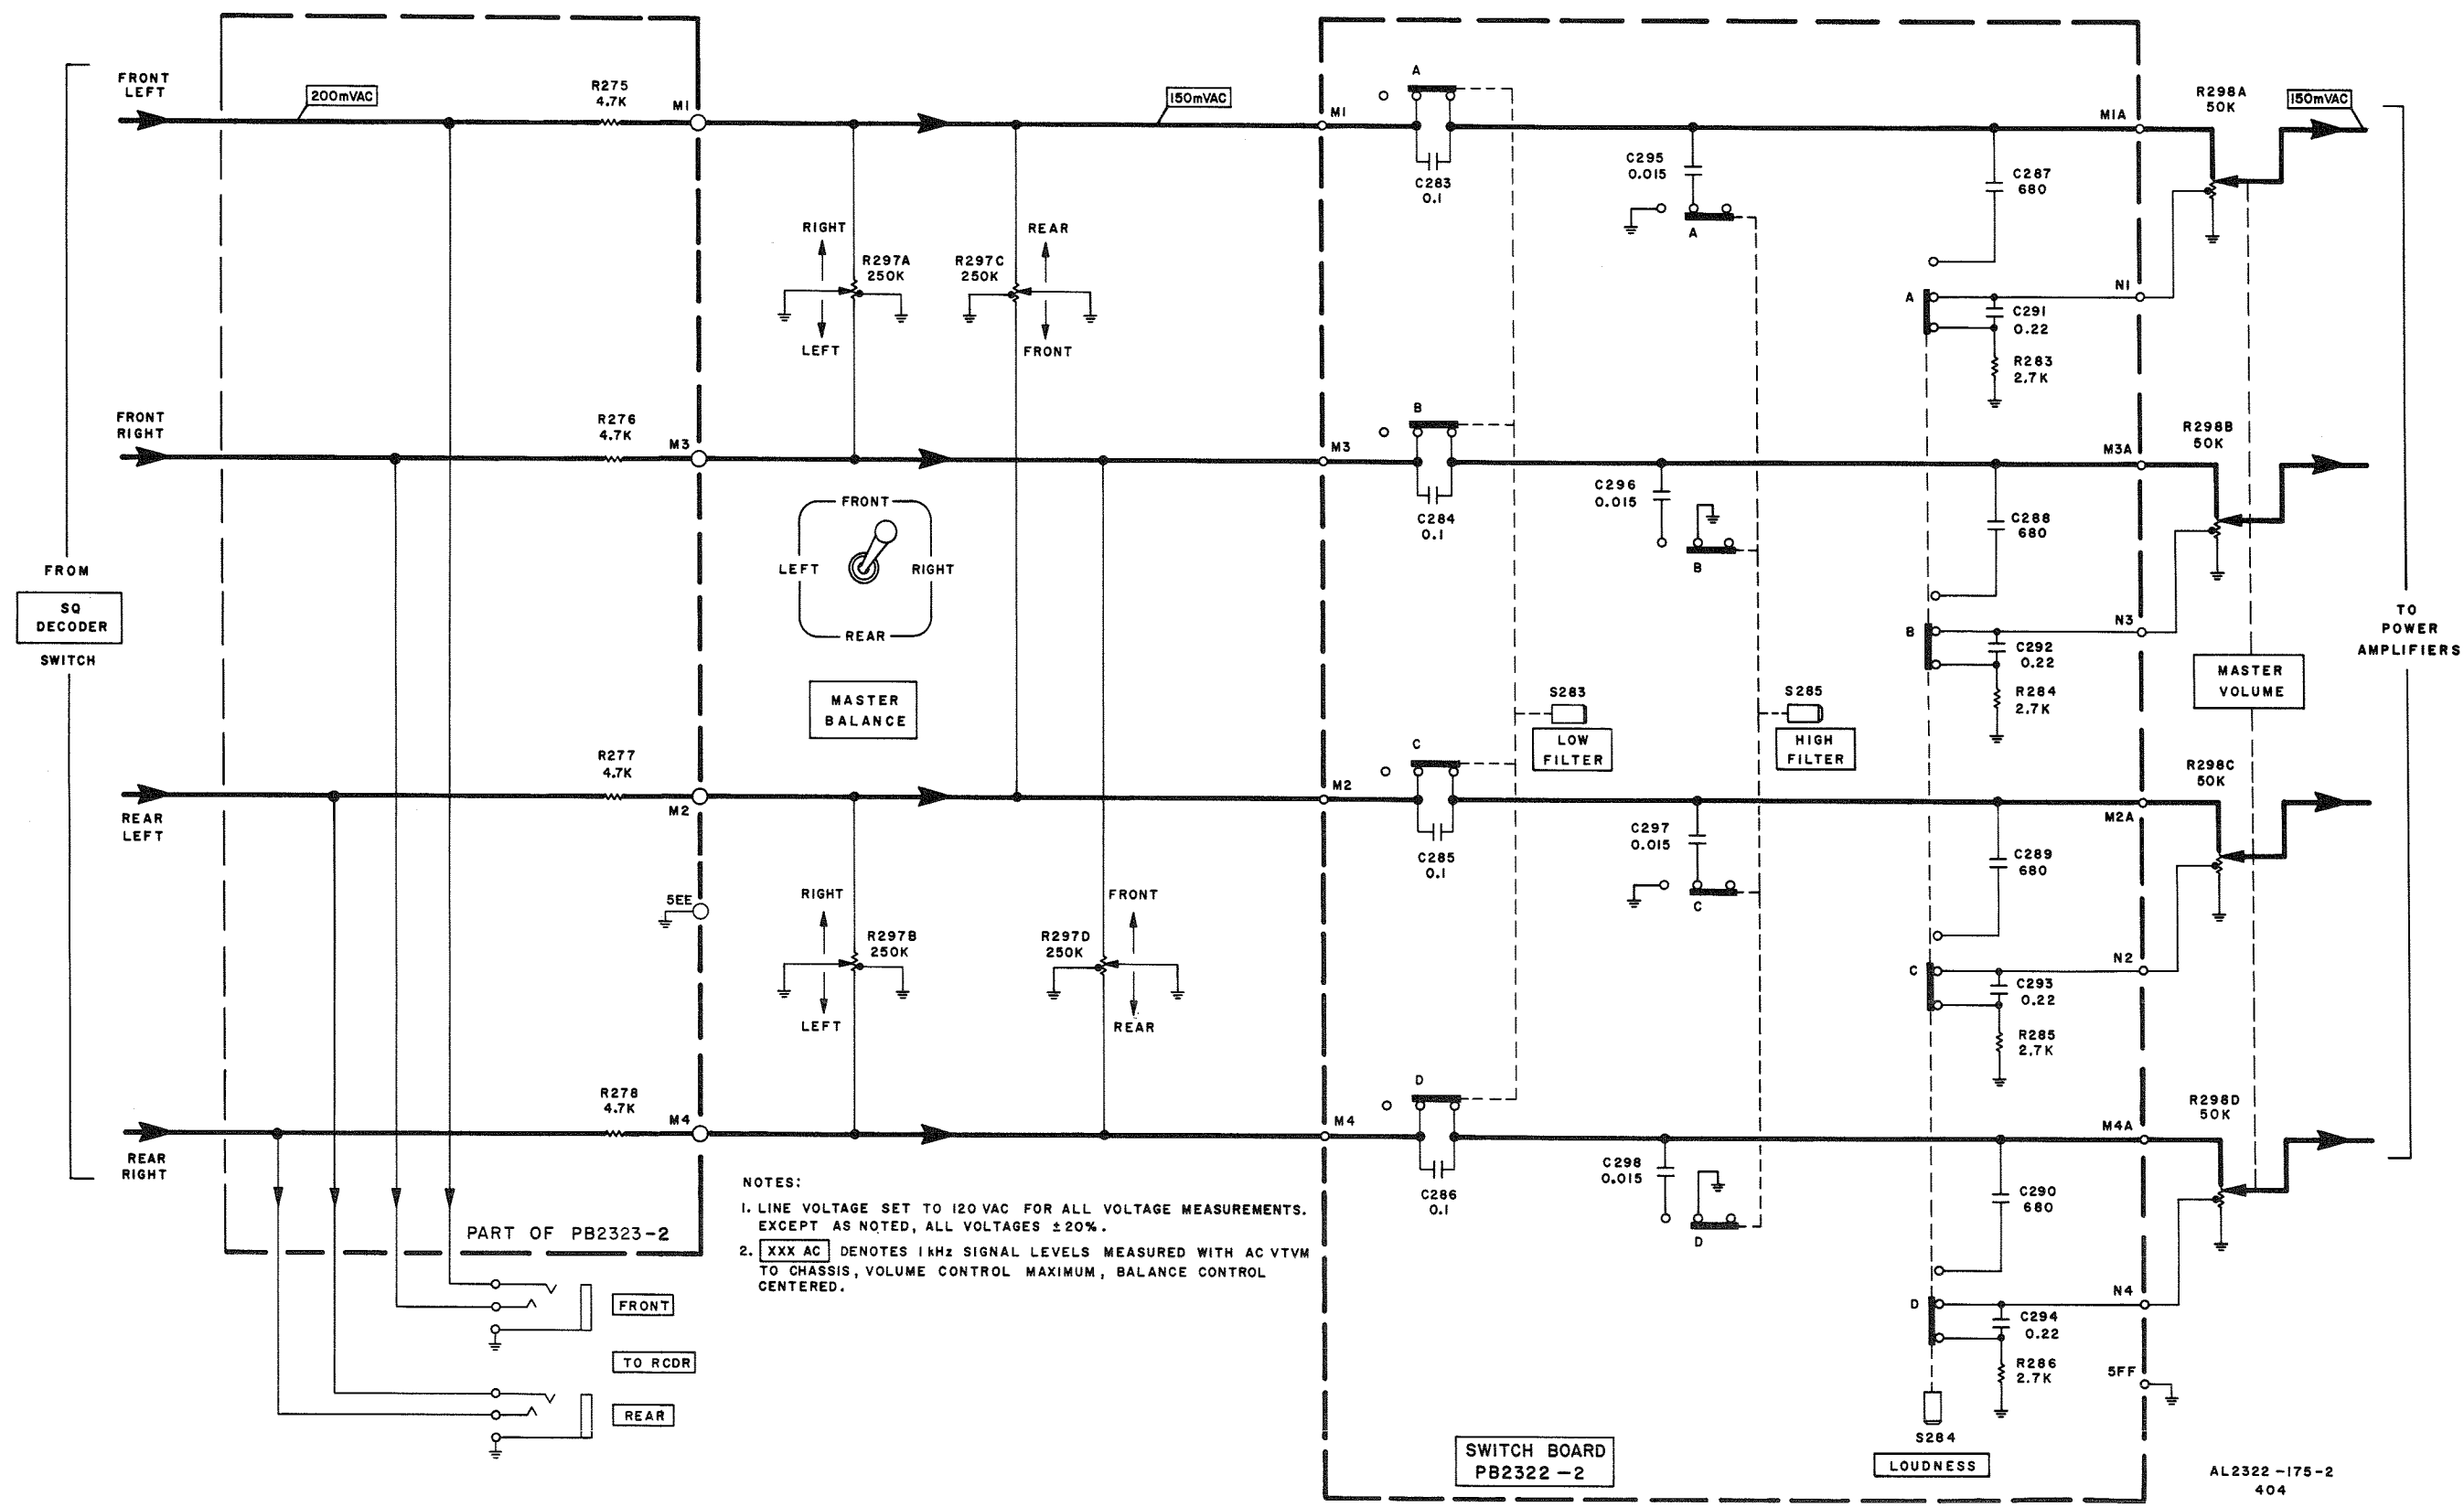 FRONT
LEFT
200mVAC
R275
4.7K
M1
150mVAC
M1
A
C283
0.1
C295
0.015
A
C287
680
M1A
R298A
50K
150mVAC
RIGHT
R297A
250K
LEFT
REAR
R297C
250K
FRONT
A
N1
C291
0.22
R283
2.7K
FRONT
RIGHT
R276
4.7K
M3
M3
B
C284
0.1
C296
0.015
B
C288
680
M3A
R298B
50K
FRONT
LEFT
RIGHT
REAR
MASTER
BALANCE
B
N3
C292
0.22
R284
2.7K
FROM
SQ
DECODER
SWITCH
S283
LOW
FILTER
S285
HIGH
FILTER
MASTER
VOLUME
TO
POWER
AMPLIFIERS
REAR
LEFT
R277
4.7K
M2
M2
C
C285
0.1
C297
0.015
C
C289
680
M2A
R298C
50K
5EE
RIGHT
R297B
250K
LEFT
FRONT
R297D
250K
REAR
C
N2
C293
0.22
R285
2.7K
REAR
RIGHT
R278
4.7K
M4
M4
D
C286
0.1
C298
0.015
D
C290
680
M4A
R298D
50K
D
N4
C294
0.22
R286
2.7K
5FF
S284
LOUDNESS
PART OF PB2323-2
FRONT
TO RCDR
REAR
NOTES:
1. LINE VOLTAGE SET TO 120 VAC FOR ALL VOLTAGE MEASUREMENTS.
EXCEPT AS NOTED, ALL VOLTAGES ±20%.
2. XXX AC DENOTES 1 kHz SIGNAL LEVELS MEASURED WITH AC VTVM
TO CHASSIS, VOLUME CONTROL MAXIMUM, BALANCE CONTROL
CENTERED.
SWITCH BOARD
PB2322-2
AL2322-175-2
404